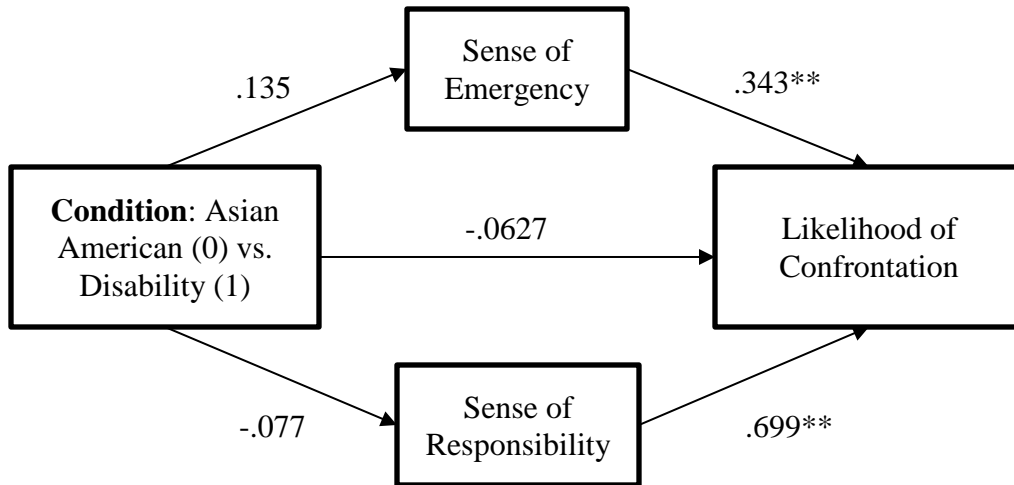 Sense of
Emergency
.135
.343**
Condition: Asian
American (0) vs.
Disability (1)
-.0627
Likelihood of
Confrontation
-.077
Sense of
Responsibility
.699**